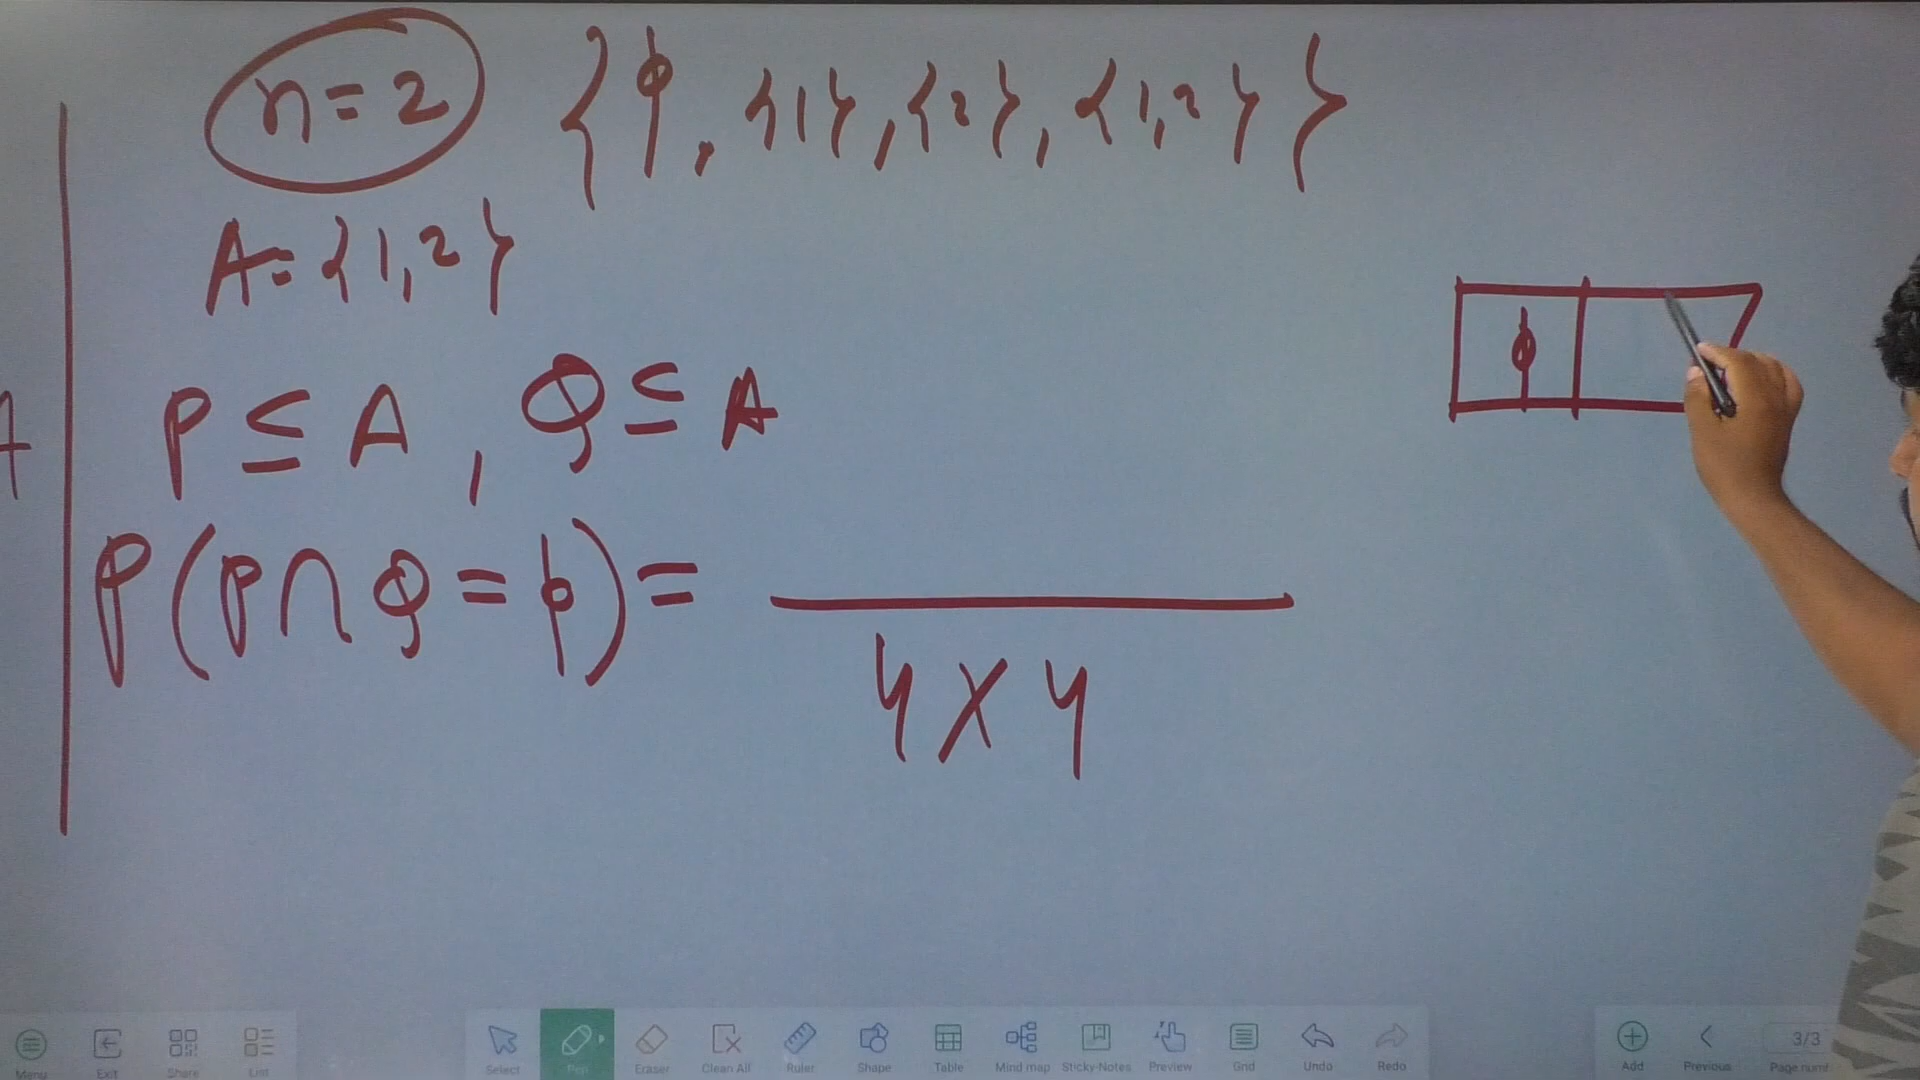 n=2 {ϕ, {1}, {2}, {1,2}}
A={1,2}
P⊆A, Q⊆A
P(P∩Q=ϕ)=
4×4
ϕ
Menu Exit Share List Select Pen Eraser Clean All Ruler Shape Table Mind map Sticky-Notes Preview Grid Undo Redo Add Previous 3/3